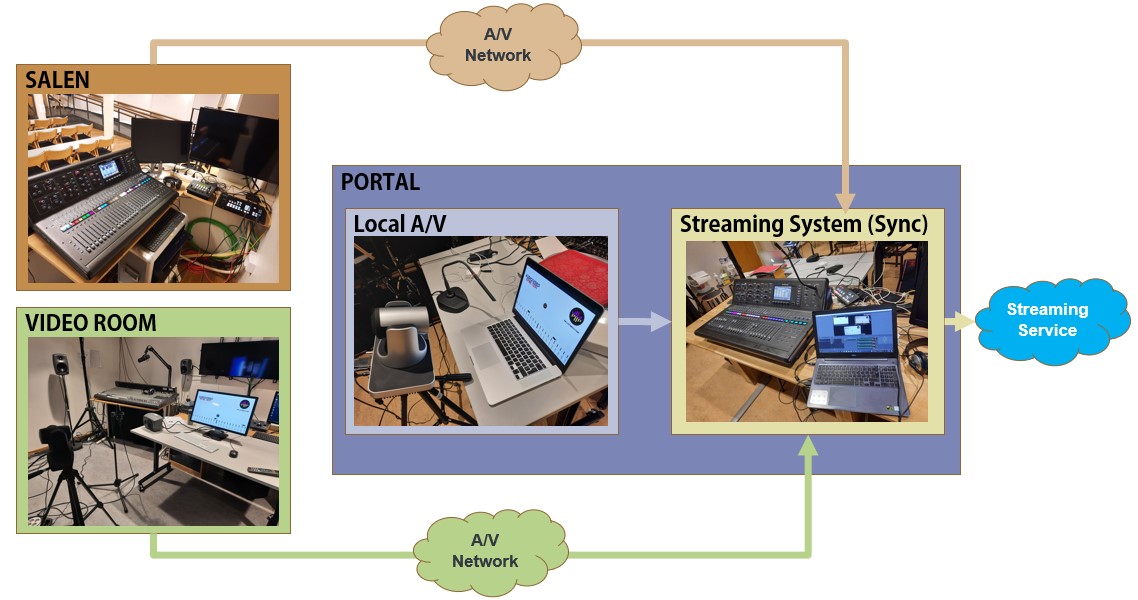 A/V
Network
SALEN
PORTAL
Local A/V
Streaming System (Sync)
VIDEO ROOM
Streaming
Service
A/V
Network